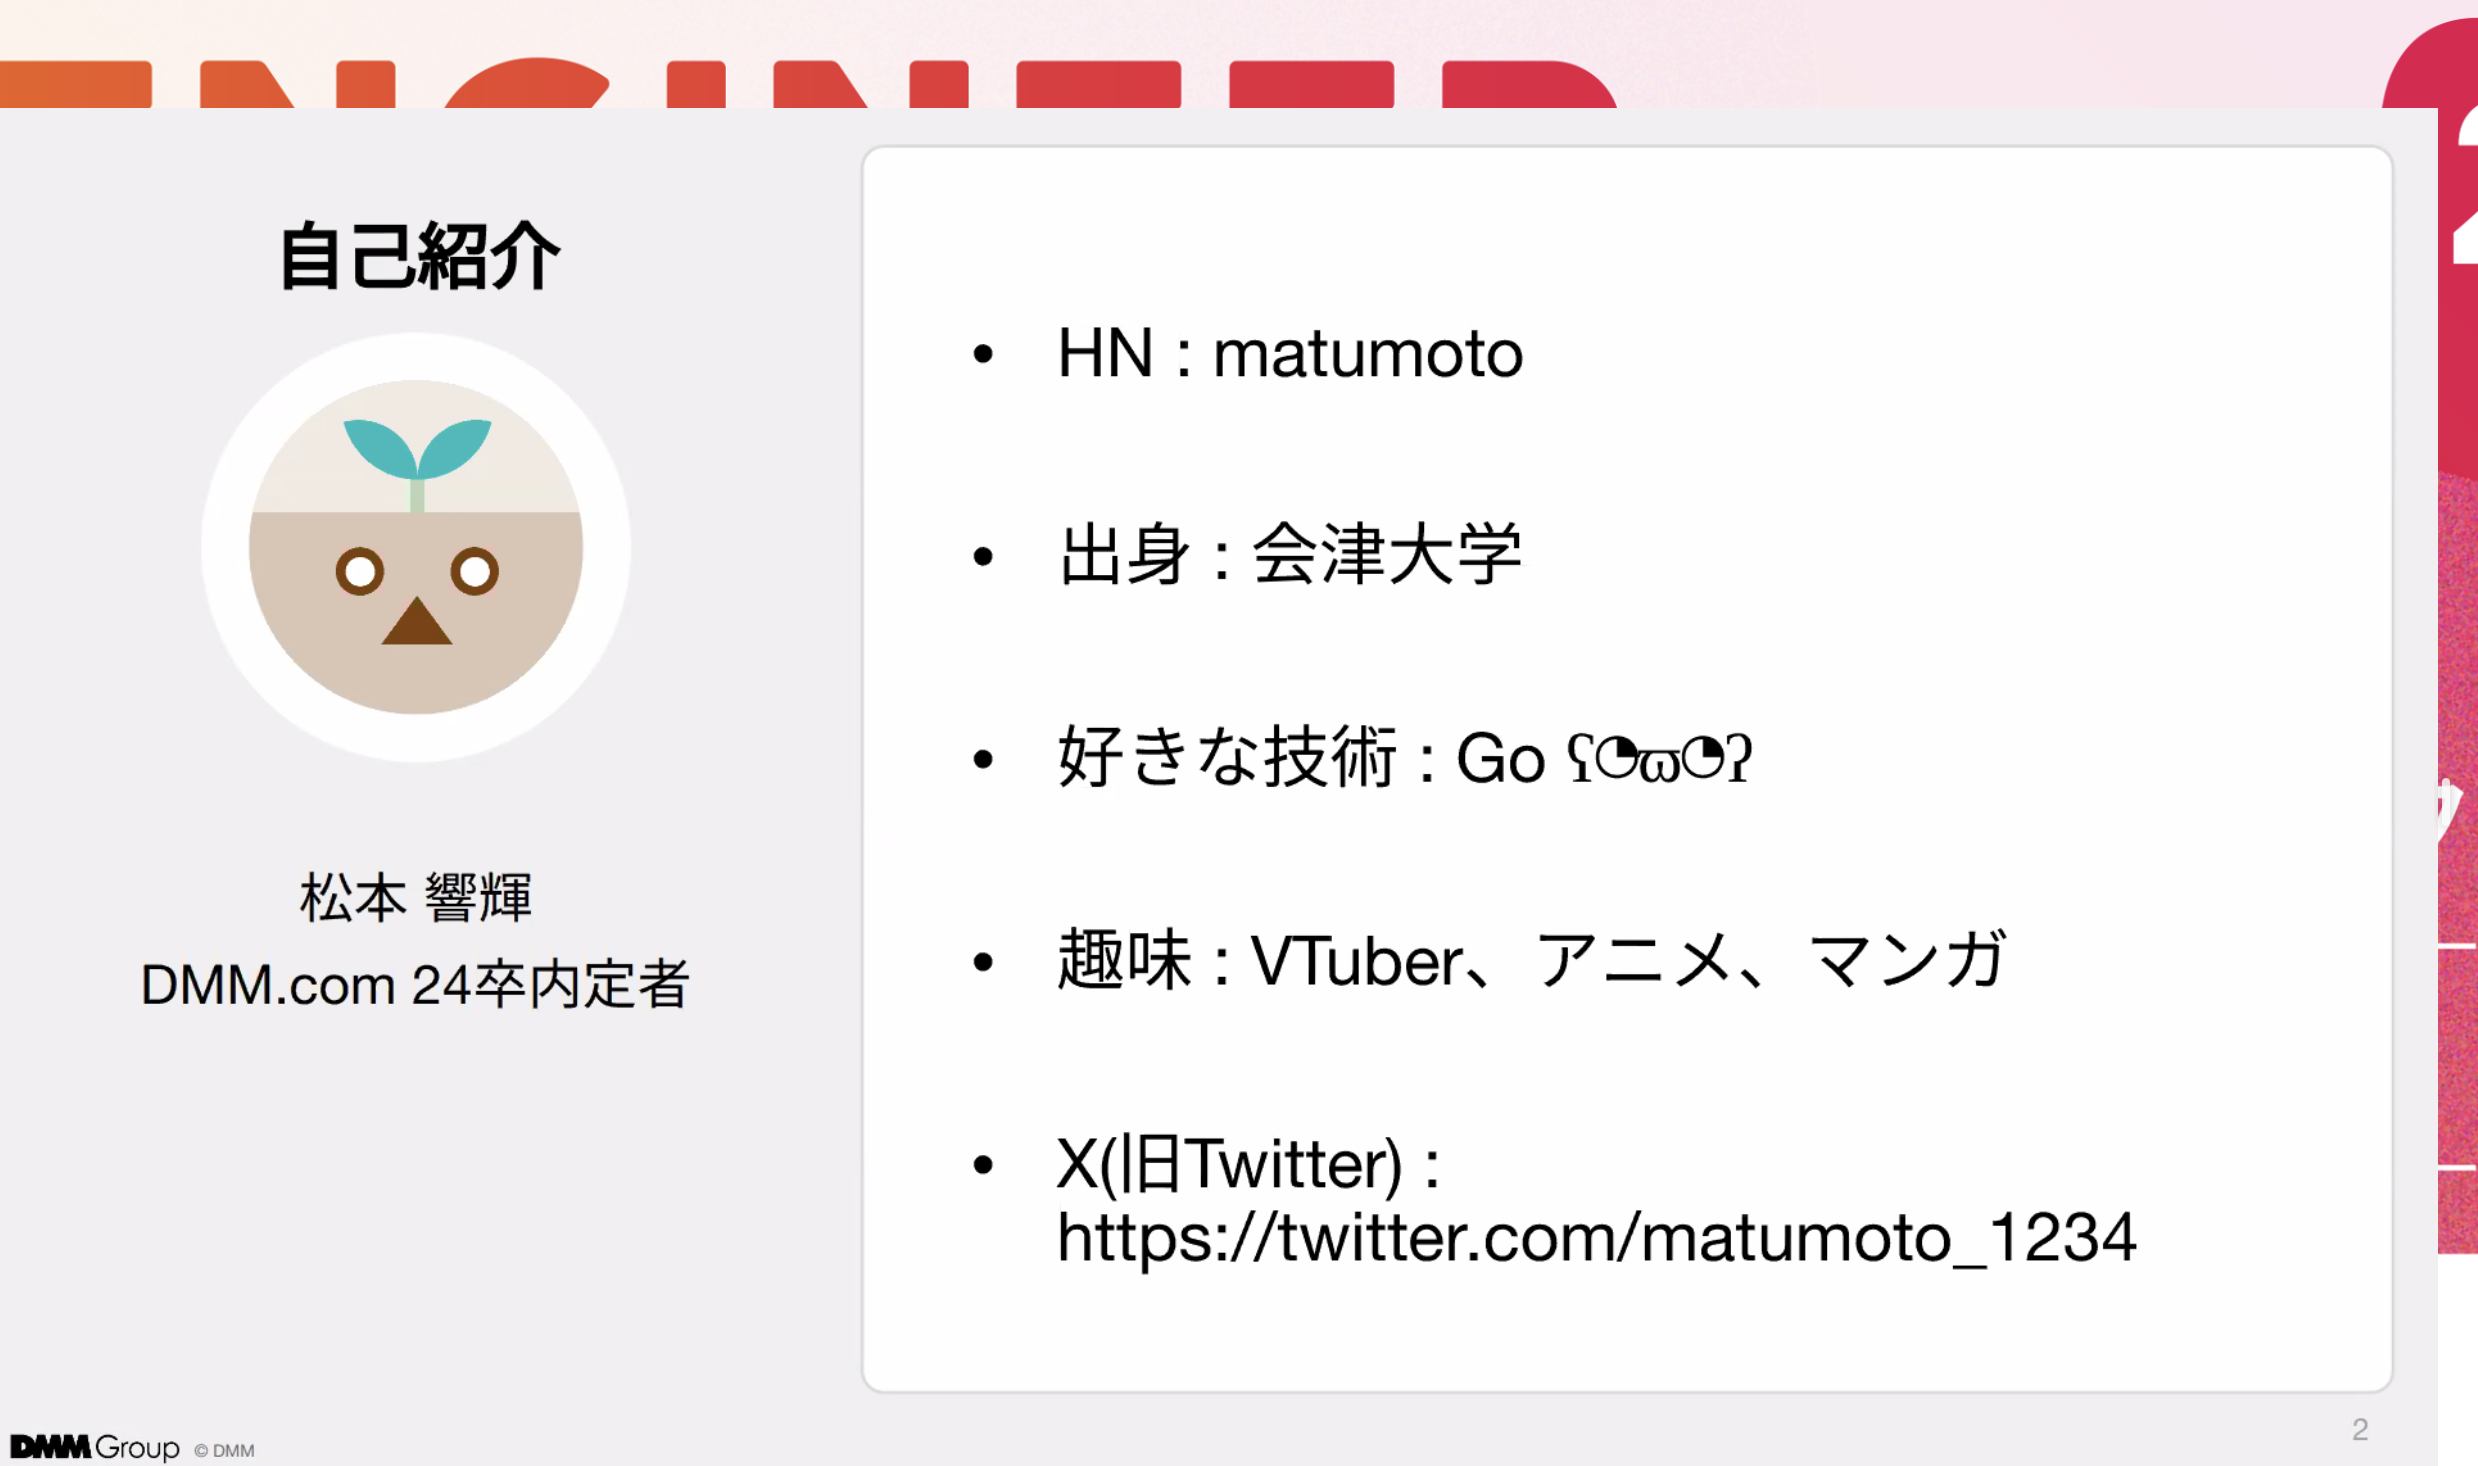 ENGINEER
自己紹介
松本 響輝
DMM.com 24卒内定者
• HN : matumoto
• 出身 : 会津大学
• 好きな技術 : Go ʕ◔ϖ◔ʔ
• 趣味 : VTuber、アニメ、マンガ
• X(旧Twitter) :
https://twitter.com/matumoto_1234
DMM Group © DMM
2